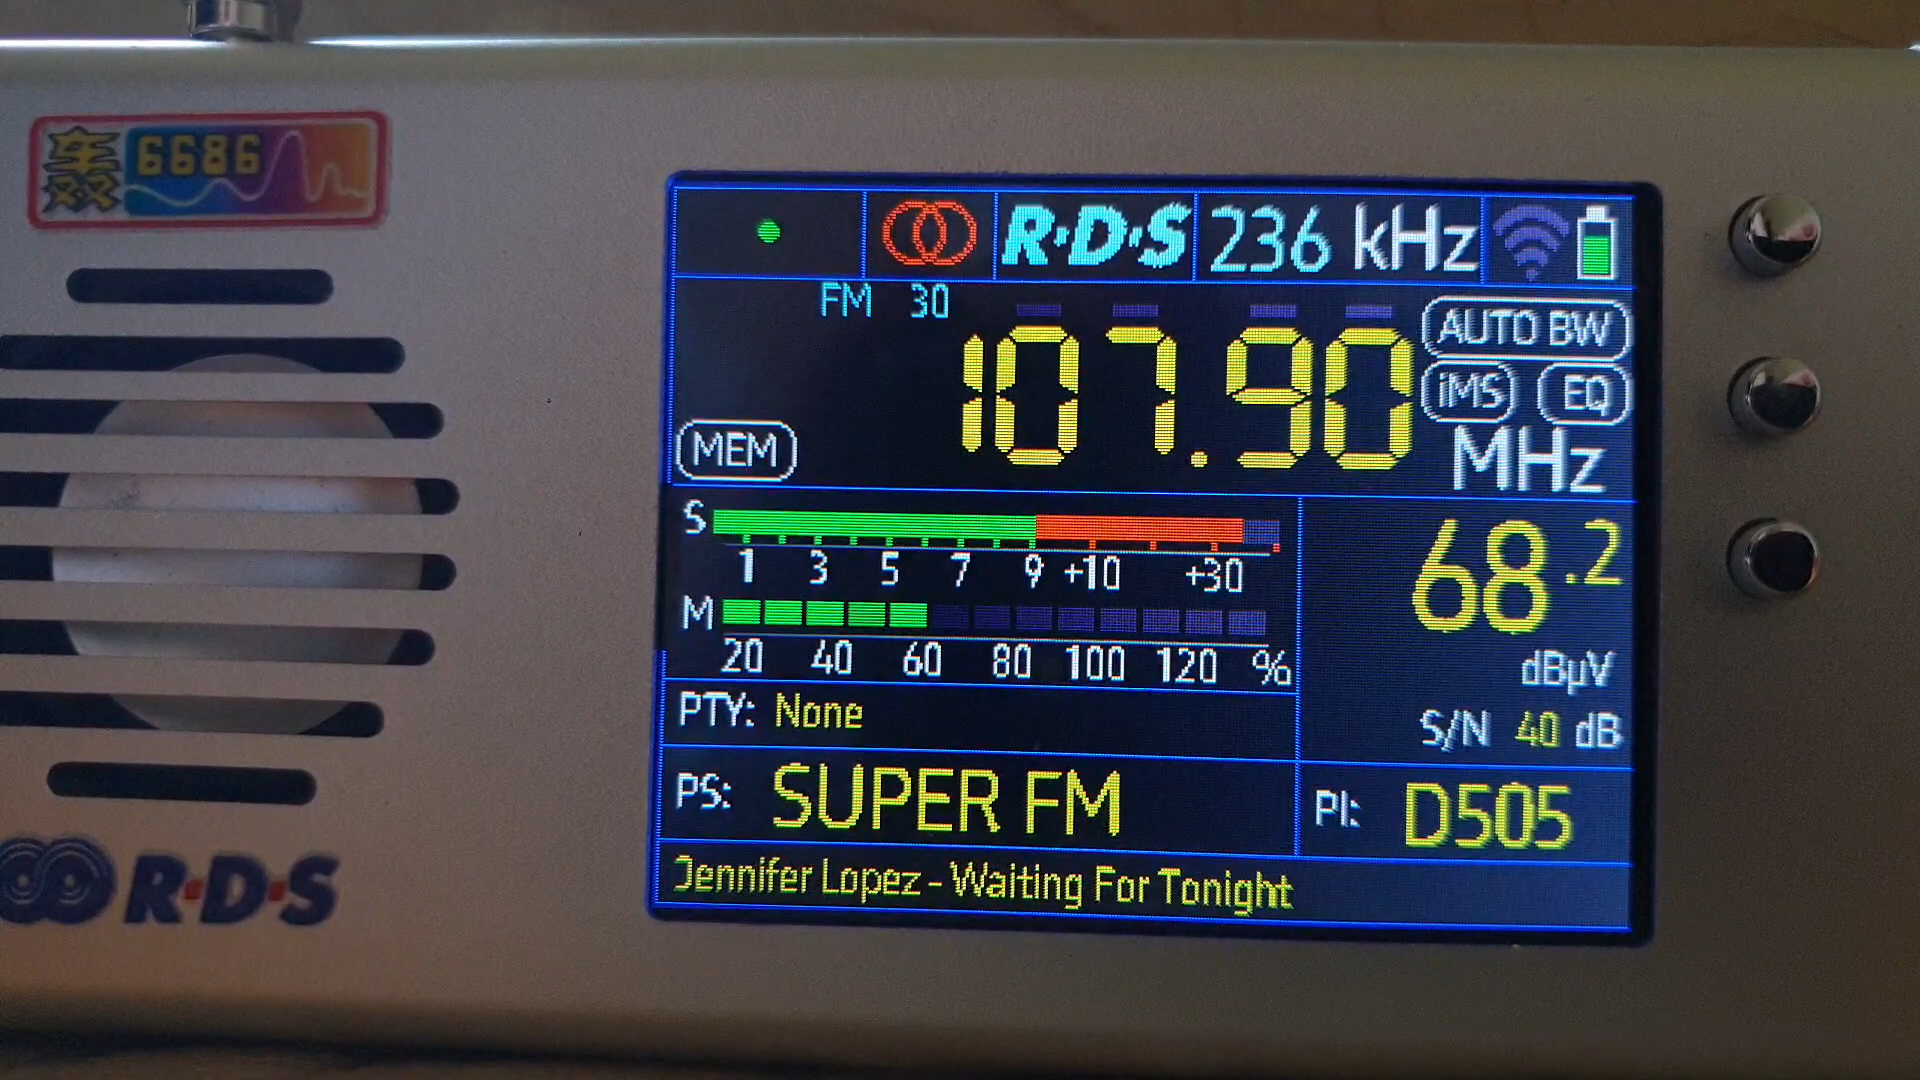 轰 6686
R·D·S 236 kHz
FM 30
107.90 MHz
AUTO BW
iMS EQ
MEM
S
1 3 5 7 9 +10 +30
M
20 40 60 80 100 120 %
68.2
dBµV
S/N 40 dB
PTY: None
PS: SUPER FM
PI: D505
Jennifer Lopez - Waiting For Tonight
R·D·S